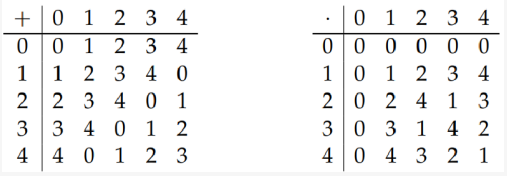 + 0 1 2 3 4
0 0 1 2 3 4
1 1 2 3 4 0
2 2 3 4 0 1
3 3 4 0 1 2
4 4 0 1 2 3
· 0 1 2 3 4
0 0 0 0 0 0
1 0 1 2 3 4
2 0 2 4 1 3
3 0 3 1 4 2
4 0 4 3 2 1